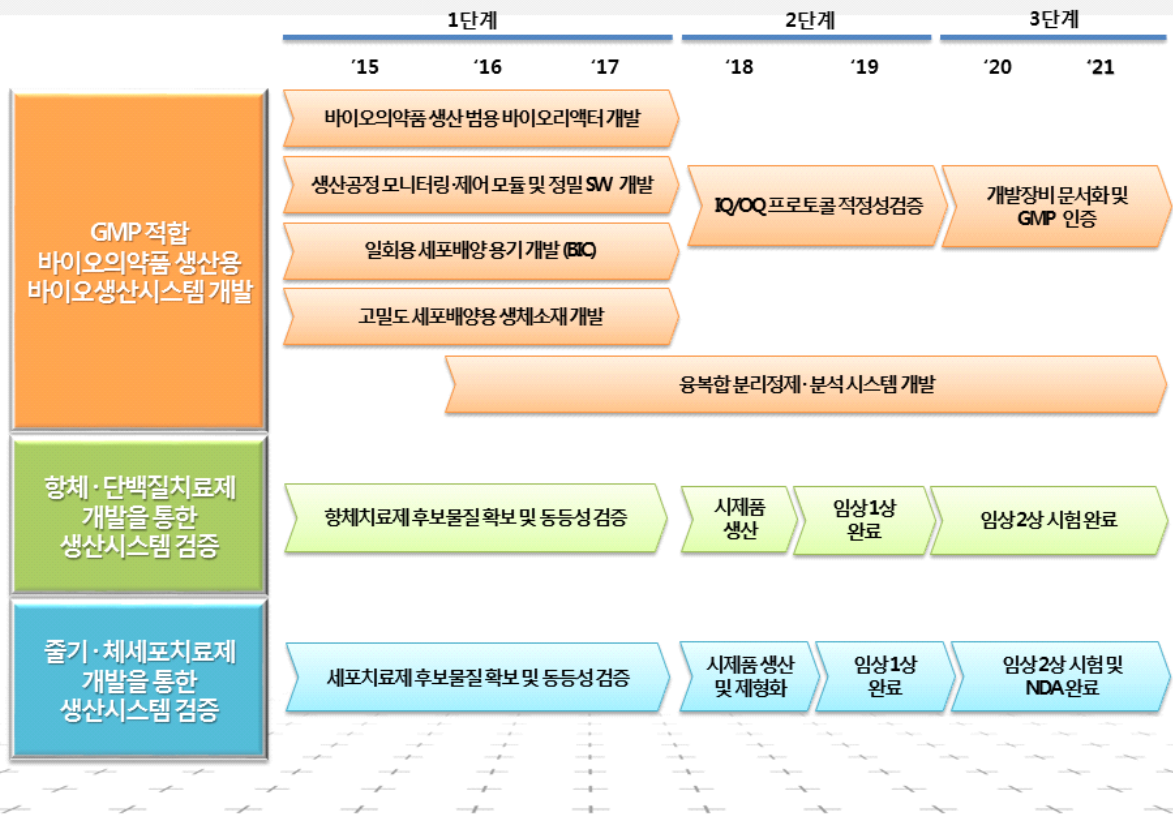 1단계
2단계
3단계
‘15
‘16
‘17
‘18
‘19
‘20
‘21
GMP 적합
바이오의약품 생산용
바이오생산시스템 개발
바이오의약품 생산 범용 바이오리액터 개발
생산공정 모니터링·제어 모듈 및 정밀 SW 개발
일회용 세포배양 용기 개발 (BIC)
고밀도 세포배양용 생체소재 개발
IQ/OQ 프로토콜 적정성검증
개발장비 문서화 및
GMP 인증
융복합 분리정제·분석 시스템 개발
항체·단백질치료제
개발을 통한
생산시스템 검증
항체치료제 후보물질 확보 및 동등성 검증
시제품
생산
임상1상
완료
임상2상 시험 완료
줄기·체세포치료제
개발을 통한
생산시스템 검증
세포치료제 후보물질 확보 및 동등성 검증
시제품 생산
및 제형화
임상1상
완료
임상2상 시험 및
NDA 완료